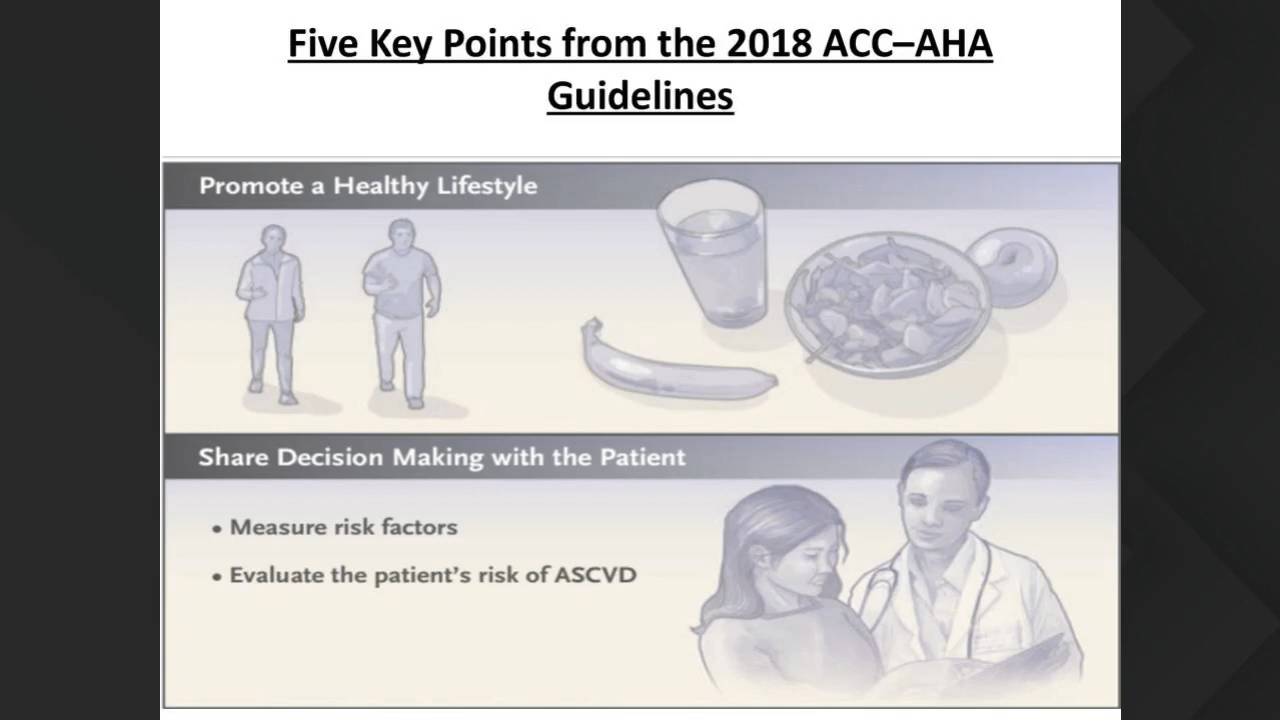 Five Key Points from the 2018 ACC–AHA
Guidelines
Promote a Healthy Lifestyle
Share Decision Making with the Patient
• Measure risk factors
• Evaluate the patient’s risk of ASCVD